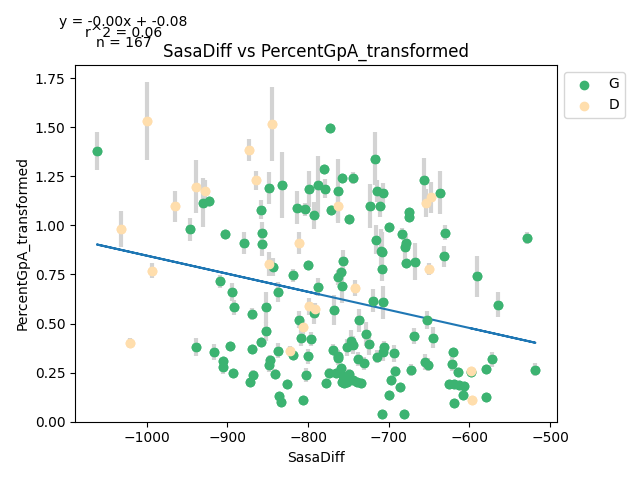 y = -0.00x + -0.08
r^2 = 0.06
n = 167
SasaDiff vs PercentGpA_transformed
PercentGpA_transformed
1.75
1.50
1.25
1.00
0.75
0.50
0.25
0.00
−1000
−900
−800
−700
−600
−500
SasaDiff
G
D